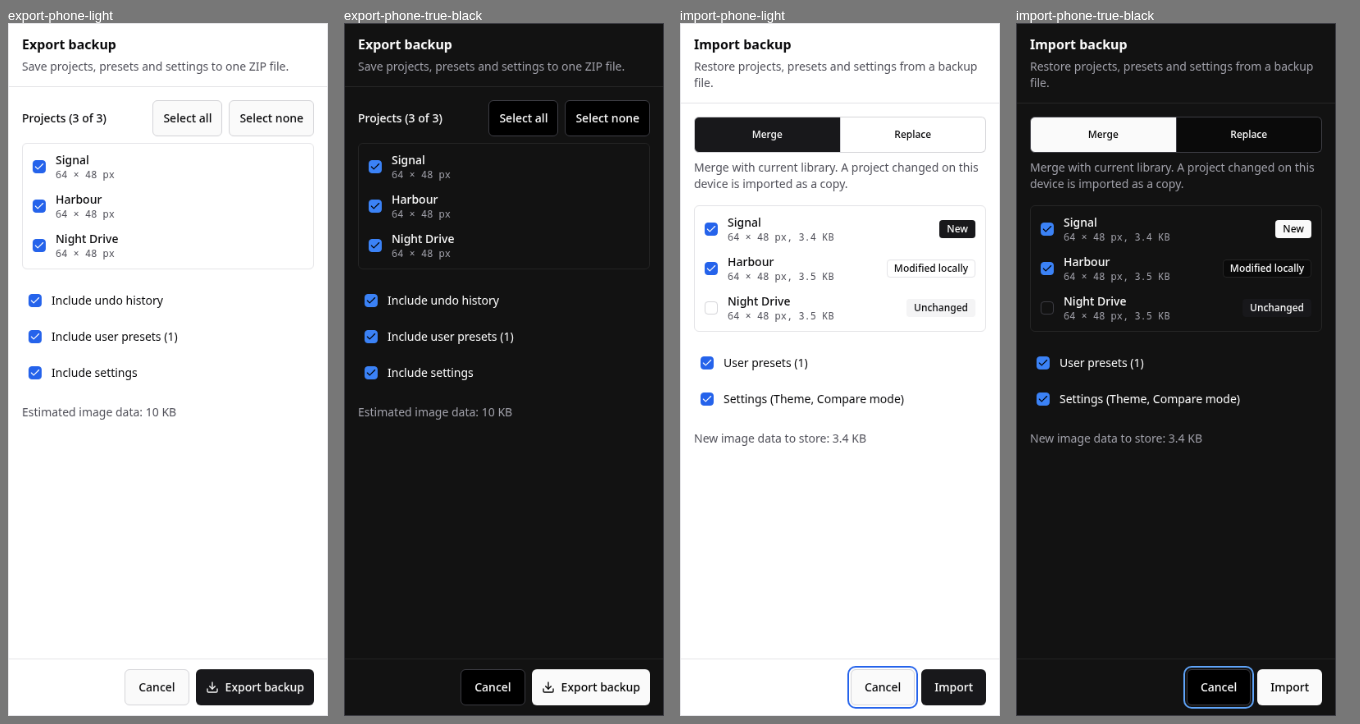 export-phone-light
Export backup
Save projects, presets and settings to one ZIP file.
Projects (3 of 3)
Select all
Select none
Signal
64 × 48 px
Harbour
64 × 48 px
Night Drive
64 × 48 px
Include undo history
Include user presets (1)
Include settings
Estimated image data: 10 KB
Cancel
Export backup
export-phone-true-black
Export backup
Save projects, presets and settings to one ZIP file.
Projects (3 of 3)
Select all
Select none
Signal
64 × 48 px
Harbour
64 × 48 px
Night Drive
64 × 48 px
Include undo history
Include user presets (1)
Include settings
Estimated image data: 10 KB
Cancel
Export backup
import-phone-light
Import backup
Restore projects, presets and settings from a backup
file.
Merge
Replace
Merge with current library. A project changed on this
device is imported as a copy.
Signal
64 × 48 px, 3.4 KB
New
Harbour
64 × 48 px, 3.5 KB
Modified locally
Night Drive
64 × 48 px, 3.5 KB
Unchanged
User presets (1)
Settings (Theme, Compare mode)
New image data to store: 3.4 KB
Cancel
Import
import-phone-true-black
Import backup
Restore projects, presets and settings from a backup
file.
Merge
Replace
Merge with current library. A project changed on this
device is imported as a copy.
Signal
64 × 48 px, 3.4 KB
New
Harbour
64 × 48 px, 3.5 KB
Modified locally
Night Drive
64 × 48 px, 3.5 KB
Unchanged
User presets (1)
Settings (Theme, Compare mode)
New image data to store: 3.4 KB
Cancel
Import